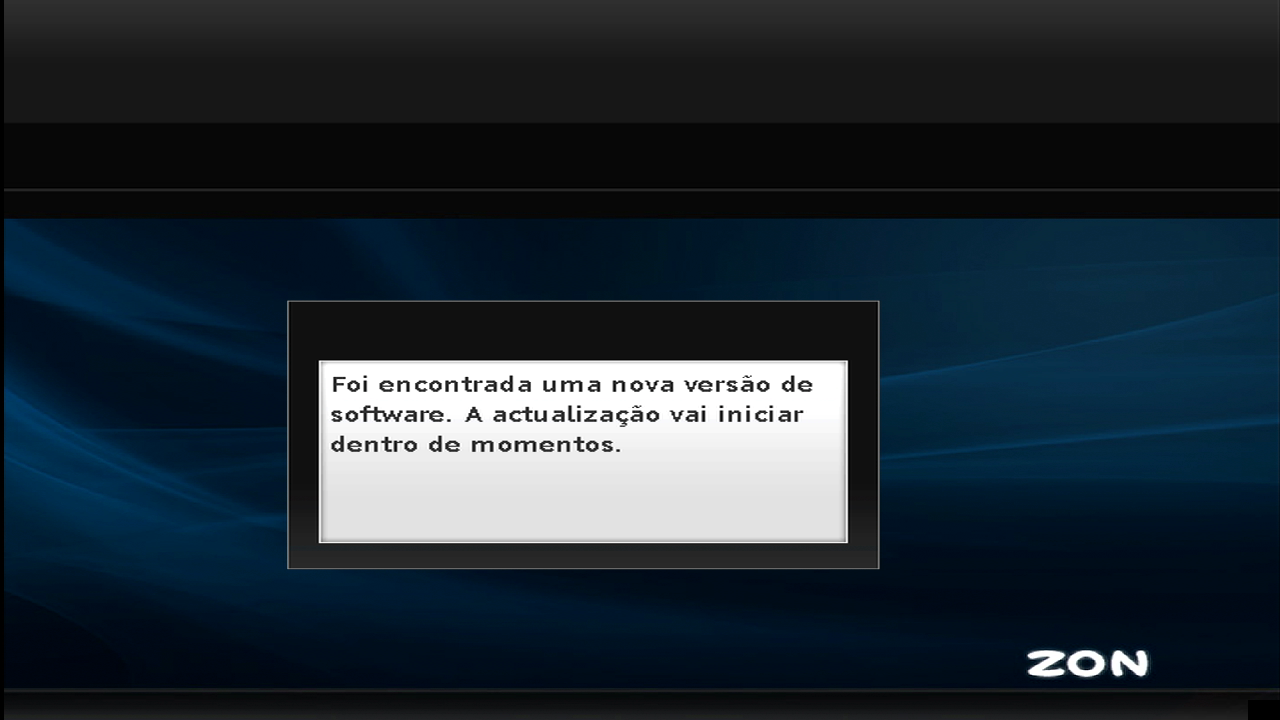 Foi encontrada uma nova versão de
software. A actualização vai iniciar
dentro de momentos.
ZON